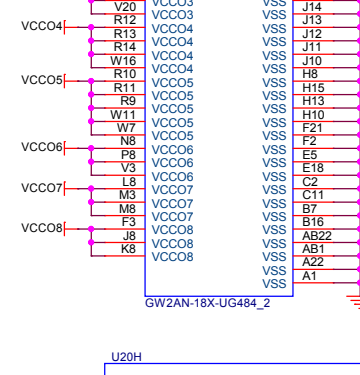 VCCO3 VSS
V20 VCCO3 VSS J14
VCCO4 R12 VCCO4 VSS J13
R13 VCCO4 VSS J12
R14 VCCO4 VSS J11
W16 VCCO4 VSS J10
VCCO5 R10 VCCO5 VSS H8
R11 VCCO5 VSS H15
R9 VCCO5 VSS H13
W11 VCCO5 VSS H10
W7 VCCO5 VSS F21
VCCO6 N8 VCCO6 VSS F2
P8 VCCO6 VSS E5
V3 VCCO6 VSS E18
VCCO7 L8 VCCO7 VSS C2
M3 VCCO7 VSS C11
M8 VCCO7 VSS B7
VCCO8 F3 VCCO8 VSS B16
J8 VCCO8 VSS AB22
K8 VCCO8 VSS AB1
VSS A22
VSS A1
GW2AN-18X-UG484_2
U20H